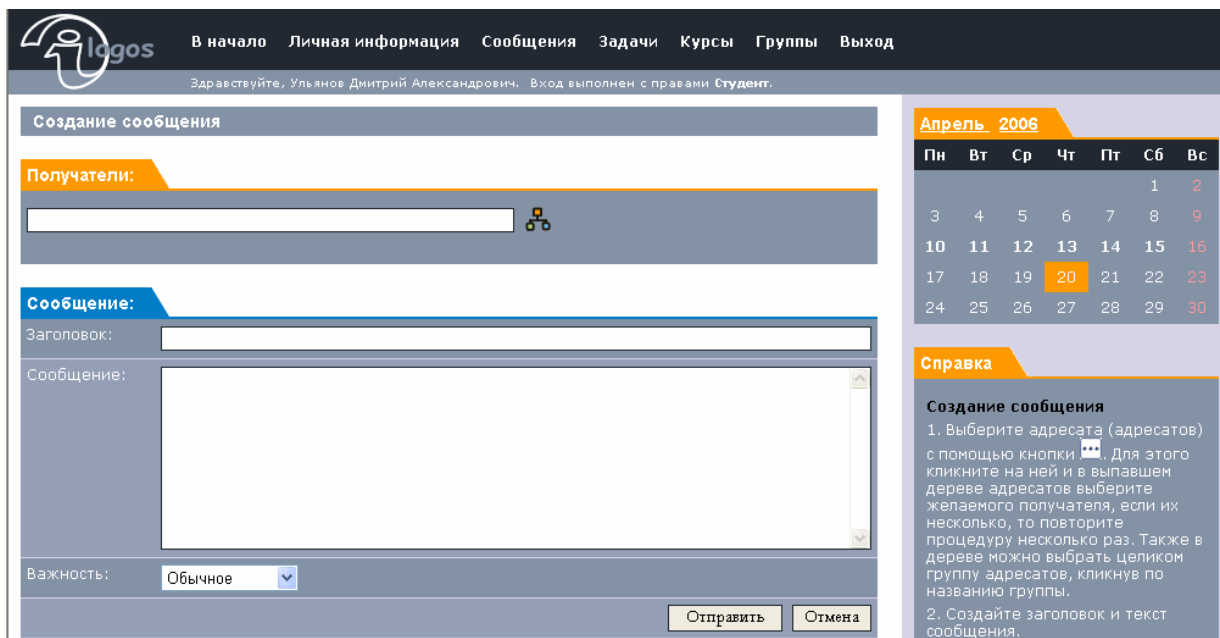 logos
В начало Личная информация Сообщения Задачи Курсы Группы Выход
Здравствуйте, Ульянов Дмитрий Александрович. Вход выполнен с правами Студент.
Создание сообщения
Получатели:
Сообщение:
Заголовок:
Сообщение:
Важность: Обычное
Отправить Отмена
Апрель 2006
Пн Вт Ср Чт Пт Сб Вс
1 2
3 4 5 6 7 8 9
10 11 12 13 14 15 16
17 18 19 20 21 22 23
24 25 26 27 28 29 30
Справка
Создание сообщения
1. Выберите адресата (адресатов)
с помощью кнопки ... . Для этого
кликните на ней и в выпавшем
дереве адресатов выберите
желаемого получателя, если их
несколько, то повторите
процедуру несколько раз. Также в
дереве можно выбрать целиком
группу адресатов, кликнув по
названию группы.
2. Создайте заголовок и текст
сообщения.